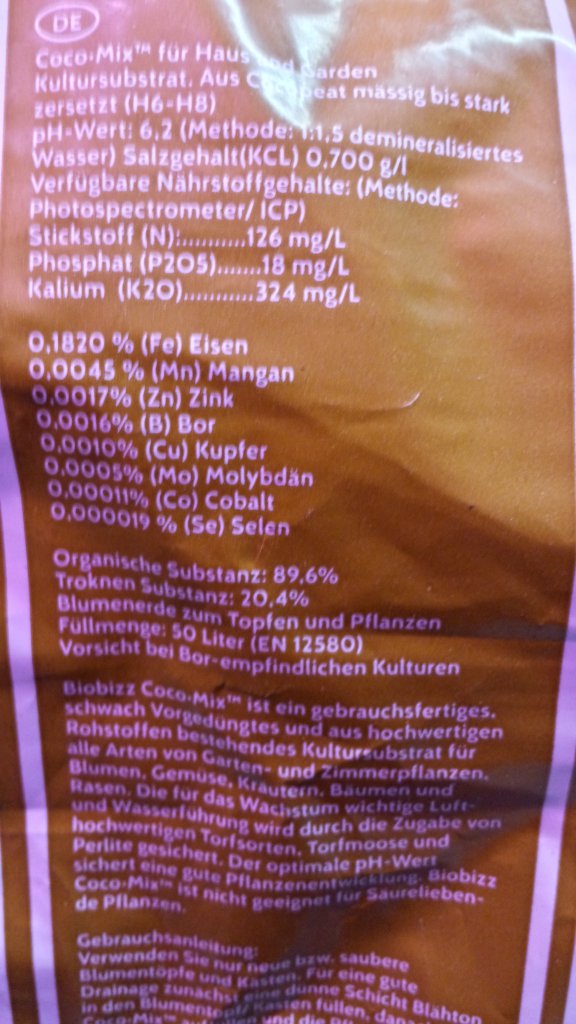 DE
Coco-Mix™ für Haus und Garden
Kultursubstrat. Aus Cocopeat mässig bis stark
zersetzt (H6-H8)
pH-Wert: 6,2 (Methode: 1:1,5 demineralisiertes
Wasser) Salzgehalt(KCL) 0,700 g/l
Verfügbare Nährstoffgehalte: (Methode:
Photospectrometer/ ICP)
Stickstoff (N):...........126 mg/L
Phosphat (P2O5).......18 mg/L
Kalium (K2O)............324 mg/L
0,1820 % (Fe) Eisen
0,0045 % (Mn) Mangan
0,0017% (Zn) Zink
0,0016% (B) Bor
0,0010% (Cu) Kupfer
0,0005% (Mo) Molybdän
0,00011% (Co) Cobalt
0,000019 % (Se) Selen
Organische Substanz: 89,6%
Troknen Substanz: 20,4%
Blumenerde zum Topfen und Pflanzen
Füllmenge: 50 Liter (EN 12580)
Vorsicht bei Bor-empfindlichen Kulturen
Biobizz Coco-Mix™ ist ein gebrauchsfertiges,
schwach Vorgedüngtes und aus hochwertigen
Rohstoffen bestehendes Kultursubstrat für
alle Arten von Garten- und Zimmerpflanzen,
Blumen, Gemüse, Kräutern, Bäumen und
Rasen. Die für das Wachstum wichtige Luft-
und Wasserführung wird durch die Zugabe von
hochwertigen Torfsorten, Torfmoose und
Perlite gesichert. Der optimale pH-Wert
sichert eine gute Pflanzenentwicklung. Biobizz
Coco-Mix™ ist nicht geeignet für Säurelieben-
de Pflanzen.
Gebrauchsanleitung:
Verwenden Sie nur neue bzw. saubere
Blumentöpfe und Kästen. Für eine gute
Drainage zunächst eine dünne Schicht Blähton
in den Blumentopf/Kasten füllen, dann
Coco-Mix™ und die